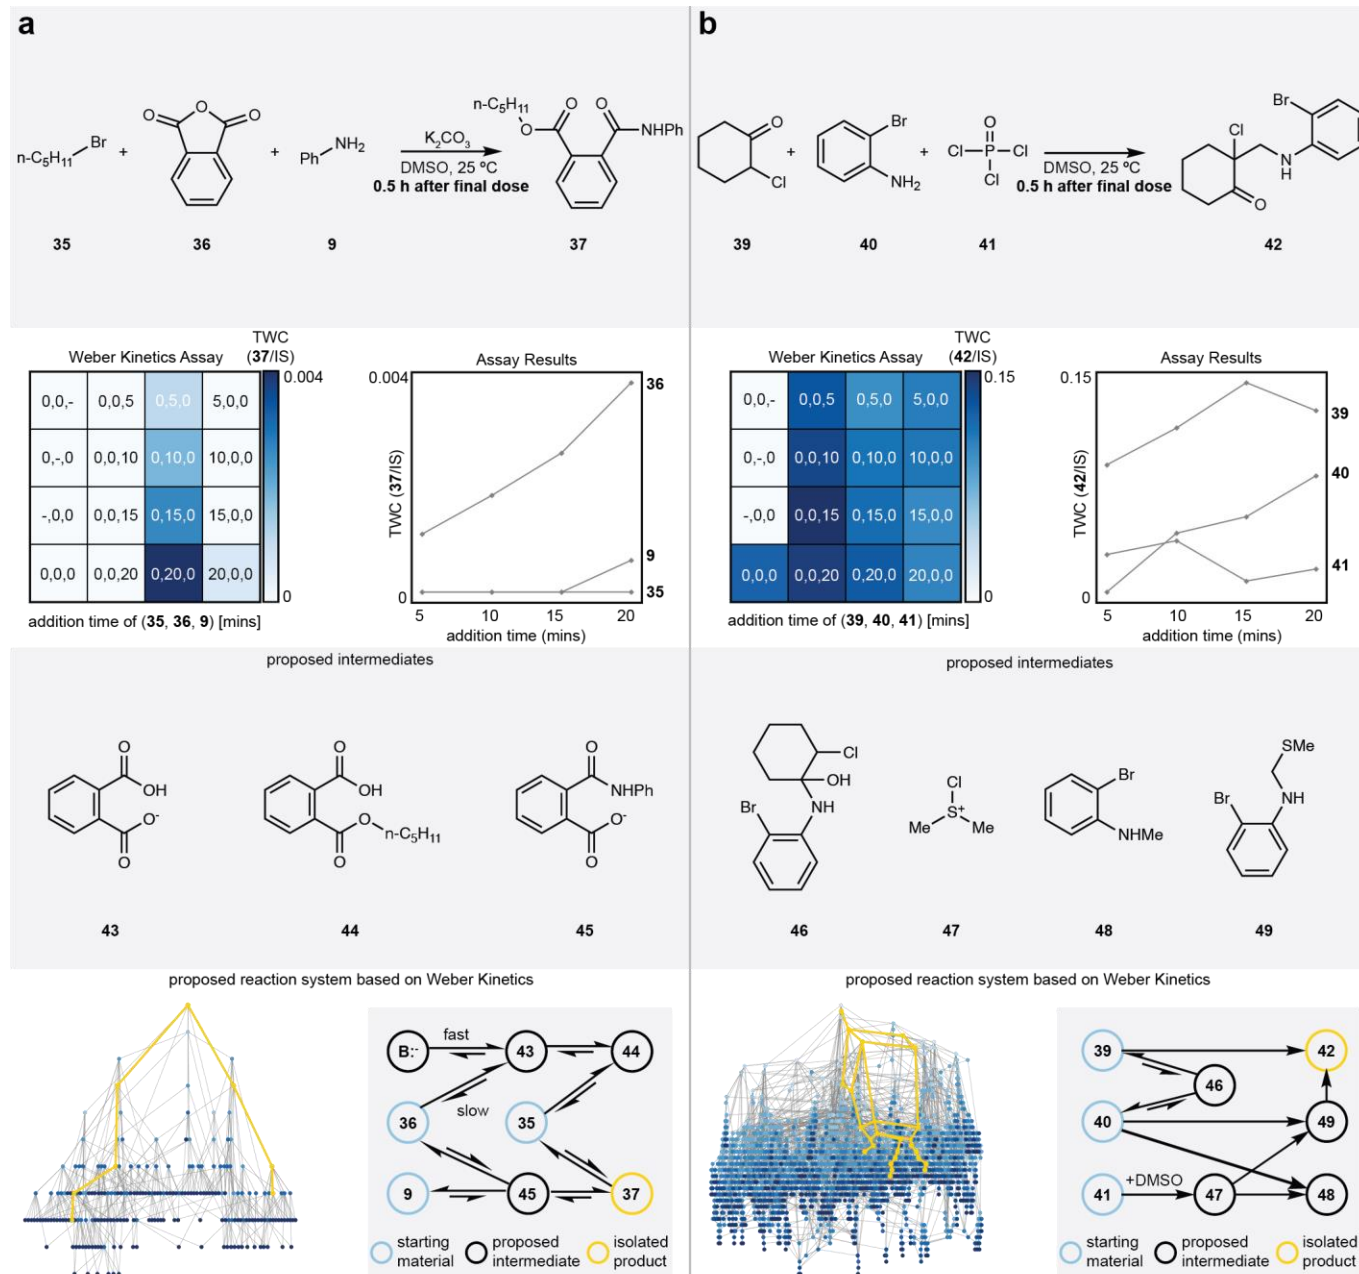 a
n-C5H11
Br
+
O
O
O
+
Ph
NH2
K2CO3
DMSO, 25 ºC
0.5 h after final dose
n-C5H11
O
O
O
NHPh
35
36
9
37
Weber Kinetics Assay
TWC
(37/IS)
0,0,- 0,0,5 0,5,0 5,0,0
0,-,0 0,0,10 0,10,0 10,0,0
-,0,0 0,0,15 0,15,0 15,0,0
0,0,0 0,0,20 0,20,0 20,0,0
0.004
0
addition time of (35, 36, 9) [mins]
Assay Results
0.004
0
TWC (37/IS)
36
9
35
5 10 15 20
addition time (mins)
proposed intermediates
O
OH
O-
O
O
OH
O
n-C5H11
O
O
NHPh
O-
O
43
44
45
proposed reaction system based on Weber Kinetics
B:-
fast
43
44
36
slow
35
9
45
37
starting
material
proposed
intermediate
isolated
product
b
O
Cl
+
Br
NH2
+
O
Cl
P
Cl
Cl
DMSO, 25 ºC
0.5 h after final dose
Br
Cl
N
H
O
39
40
41
42
Weber Kinetics Assay
TWC
(42/IS)
0,0,- 0,0,5 0,5,0 5,0,0
0,-,0 0,0,10 0,10,0 10,0,0
-,0,0 0,0,15 0,15,0 15,0,0
0,0,0 0,0,20 0,20,0 20,0,0
0.15
0
addition time of (39, 40, 41) [mins]
Assay Results
0.15
0
TWC (42/IS)
39
40
41
5 10 15 20
addition time (mins)
proposed intermediates
Cl
OH
Br
NH
Cl
Me
S+
Me
Br
NHMe
SMe
Br
NH
46
47
48
49
proposed reaction system based on Weber Kinetics
39
42
46
40
49
41
+DMSO
47
48
starting
material
proposed
intermediate
isolated
product